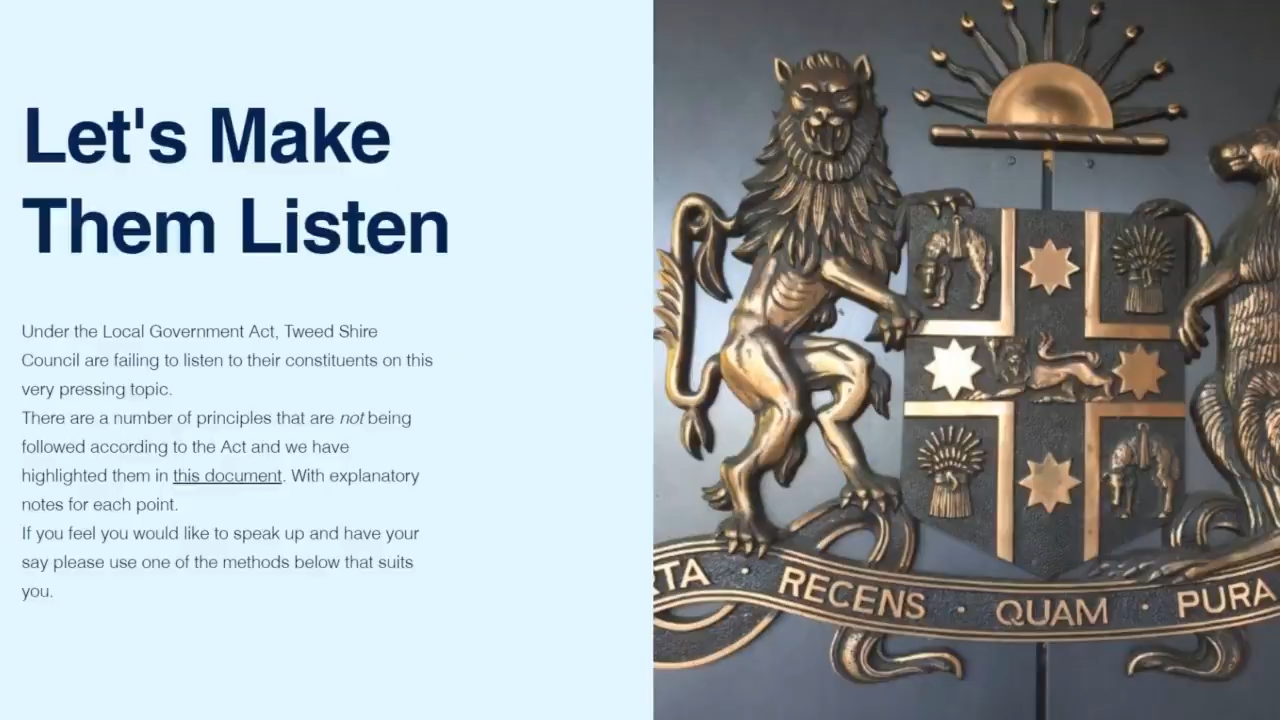 Let's Make
Them Listen
Under the Local Government Act, Tweed Shire
Council are failing to listen to their constituents on this
very pressing topic.
There are a number of principles that are not being
followed according to the Act and we have
highlighted them in this document. With explanatory
notes for each point.
If you feel you would like to speak up and have your
say please use one of the methods below that suits
you.
RTA · RECENS · QUAM · PURA